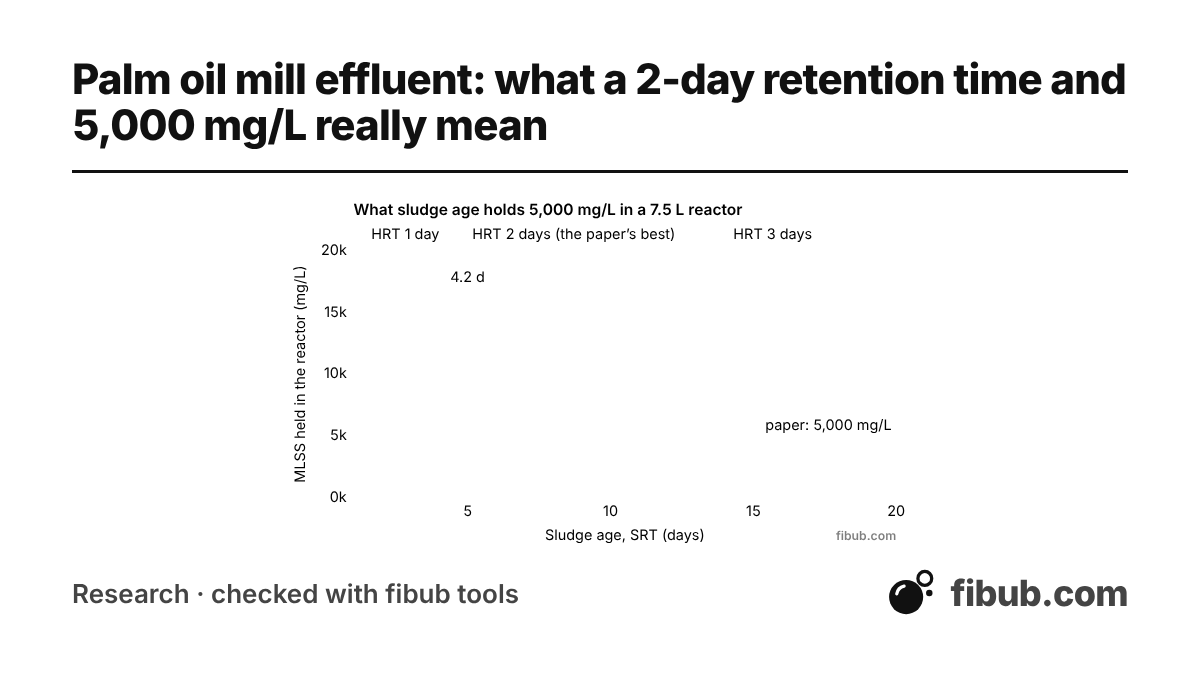 Palm oil mill effluent: what a 2-day retention time and
5,000 mg/L really mean
What sludge age holds 5,000 mg/L in a 7.5 L reactor
HRT 1 day
HRT 2 days (the paper’s best)
HRT 3 days
20k
4.2 d
15k
10k
5k
0k
MLSS held in the reactor (mg/L)
paper: 5,000 mg/L
5
10
15
20
Sludge age, SRT (days)
fibub.com
Research · checked with fibub tools
fibub.com